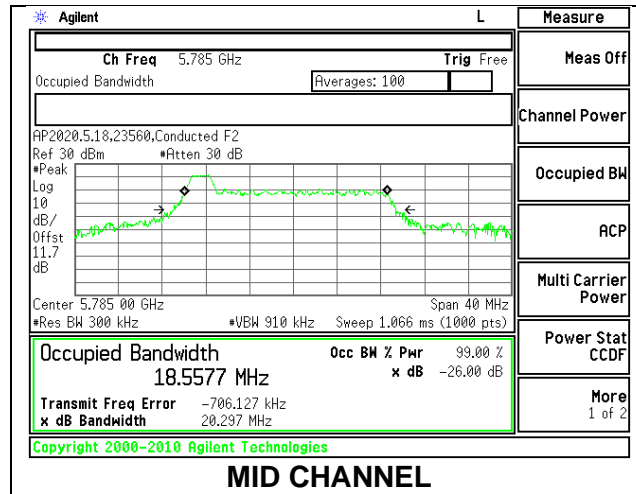 Agilent L
Measure
Ch Freq 5.785 GHz Trig Free
Occupied Bandwidth Averages: 100
Meas Off
Channel Power
AP2020.5.18,23560,Conducted F2
Ref 30 dBm #Atten 30 dB
#Peak
Log
10
dB/
Offst
11.7
dB
Occupied BW
ACP
Center 5.785 00 GHz Span 40 MHz
#Res BW 300 kHz #VBW 910 kHz Sweep 1.066 ms (1000 pts)
Multi Carrier
Power
Occupied Bandwidth Occ BW % Pwr 99.00 %
18.5577 MHz x dB -26.00 dB
Power Stat
CCDF
Transmit Freq Error -706.127 kHz
x dB Bandwidth 20.297 MHz
More
1 of 2
Copyright 2000-2010 Agilent Technologies
MID CHANNEL